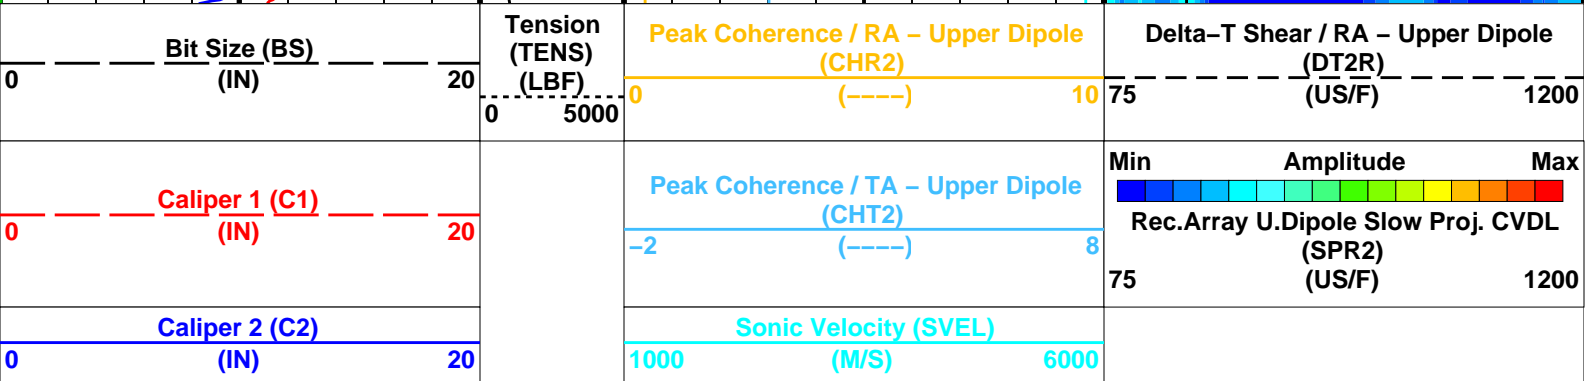 Bit Size (BS)
0 (IN) 20
Tension
(TENS)
(LBF)
0 5000
Peak Coherence / RA – Upper Dipole
(CHR2)
0 (––––) 10
Delta–T Shear / RA – Upper Dipole
(DT2R)
75 (US/F) 1200
Caliper 1 (C1)
0 (IN) 20
Peak Coherence / TA – Upper Dipole
(CHT2)
–2 (––––) 8
Min Amplitude Max
Rec.Array U.Dipole Slow Proj. CVDL
(SPR2)
75 (US/F) 1200
Caliper 2 (C2)
0 (IN) 20
Sonic Velocity (SVEL)
1000 (M/S) 6000